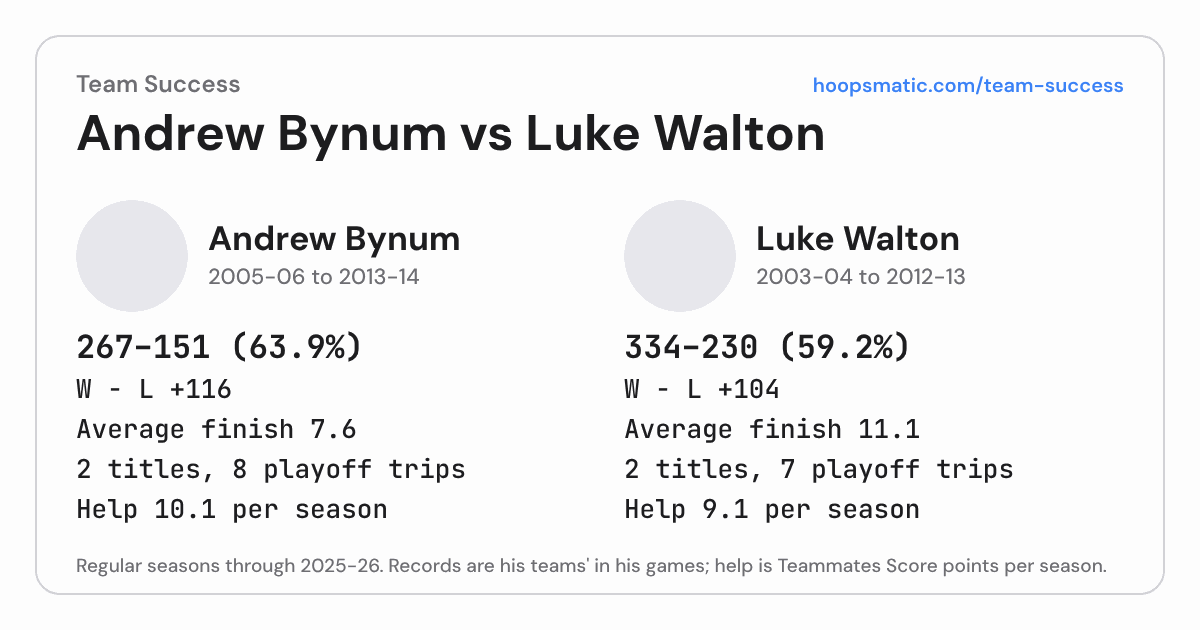 Team Success
hoopsmatic.com/team-success
Andrew Bynum vs Luke Walton
Andrew Bynum
2005-06 to 2013-14
267-151 (63.9%)
W - L +116
Average finish 7.6
2 titles, 8 playoff trips
Help 10.1 per season
Luke Walton
2003-04 to 2012-13
334-230 (59.2%)
W - L +104
Average finish 11.1
2 titles, 7 playoff trips
Help 9.1 per season
Regular seasons through 2025-26. Records are his teams' in his games; help is Teammates Score points per season.